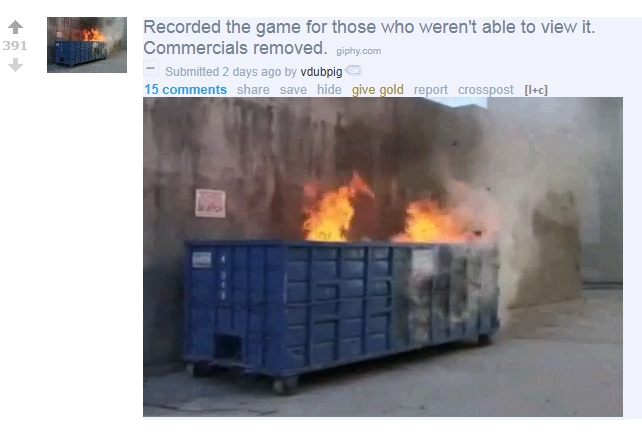 Recorded the game for those who weren't able to view it.
Commercials removed. giphy.com
391
Submitted 2 days ago by vdubpig
15 comments share save hide give gold report crosspost [l+c]